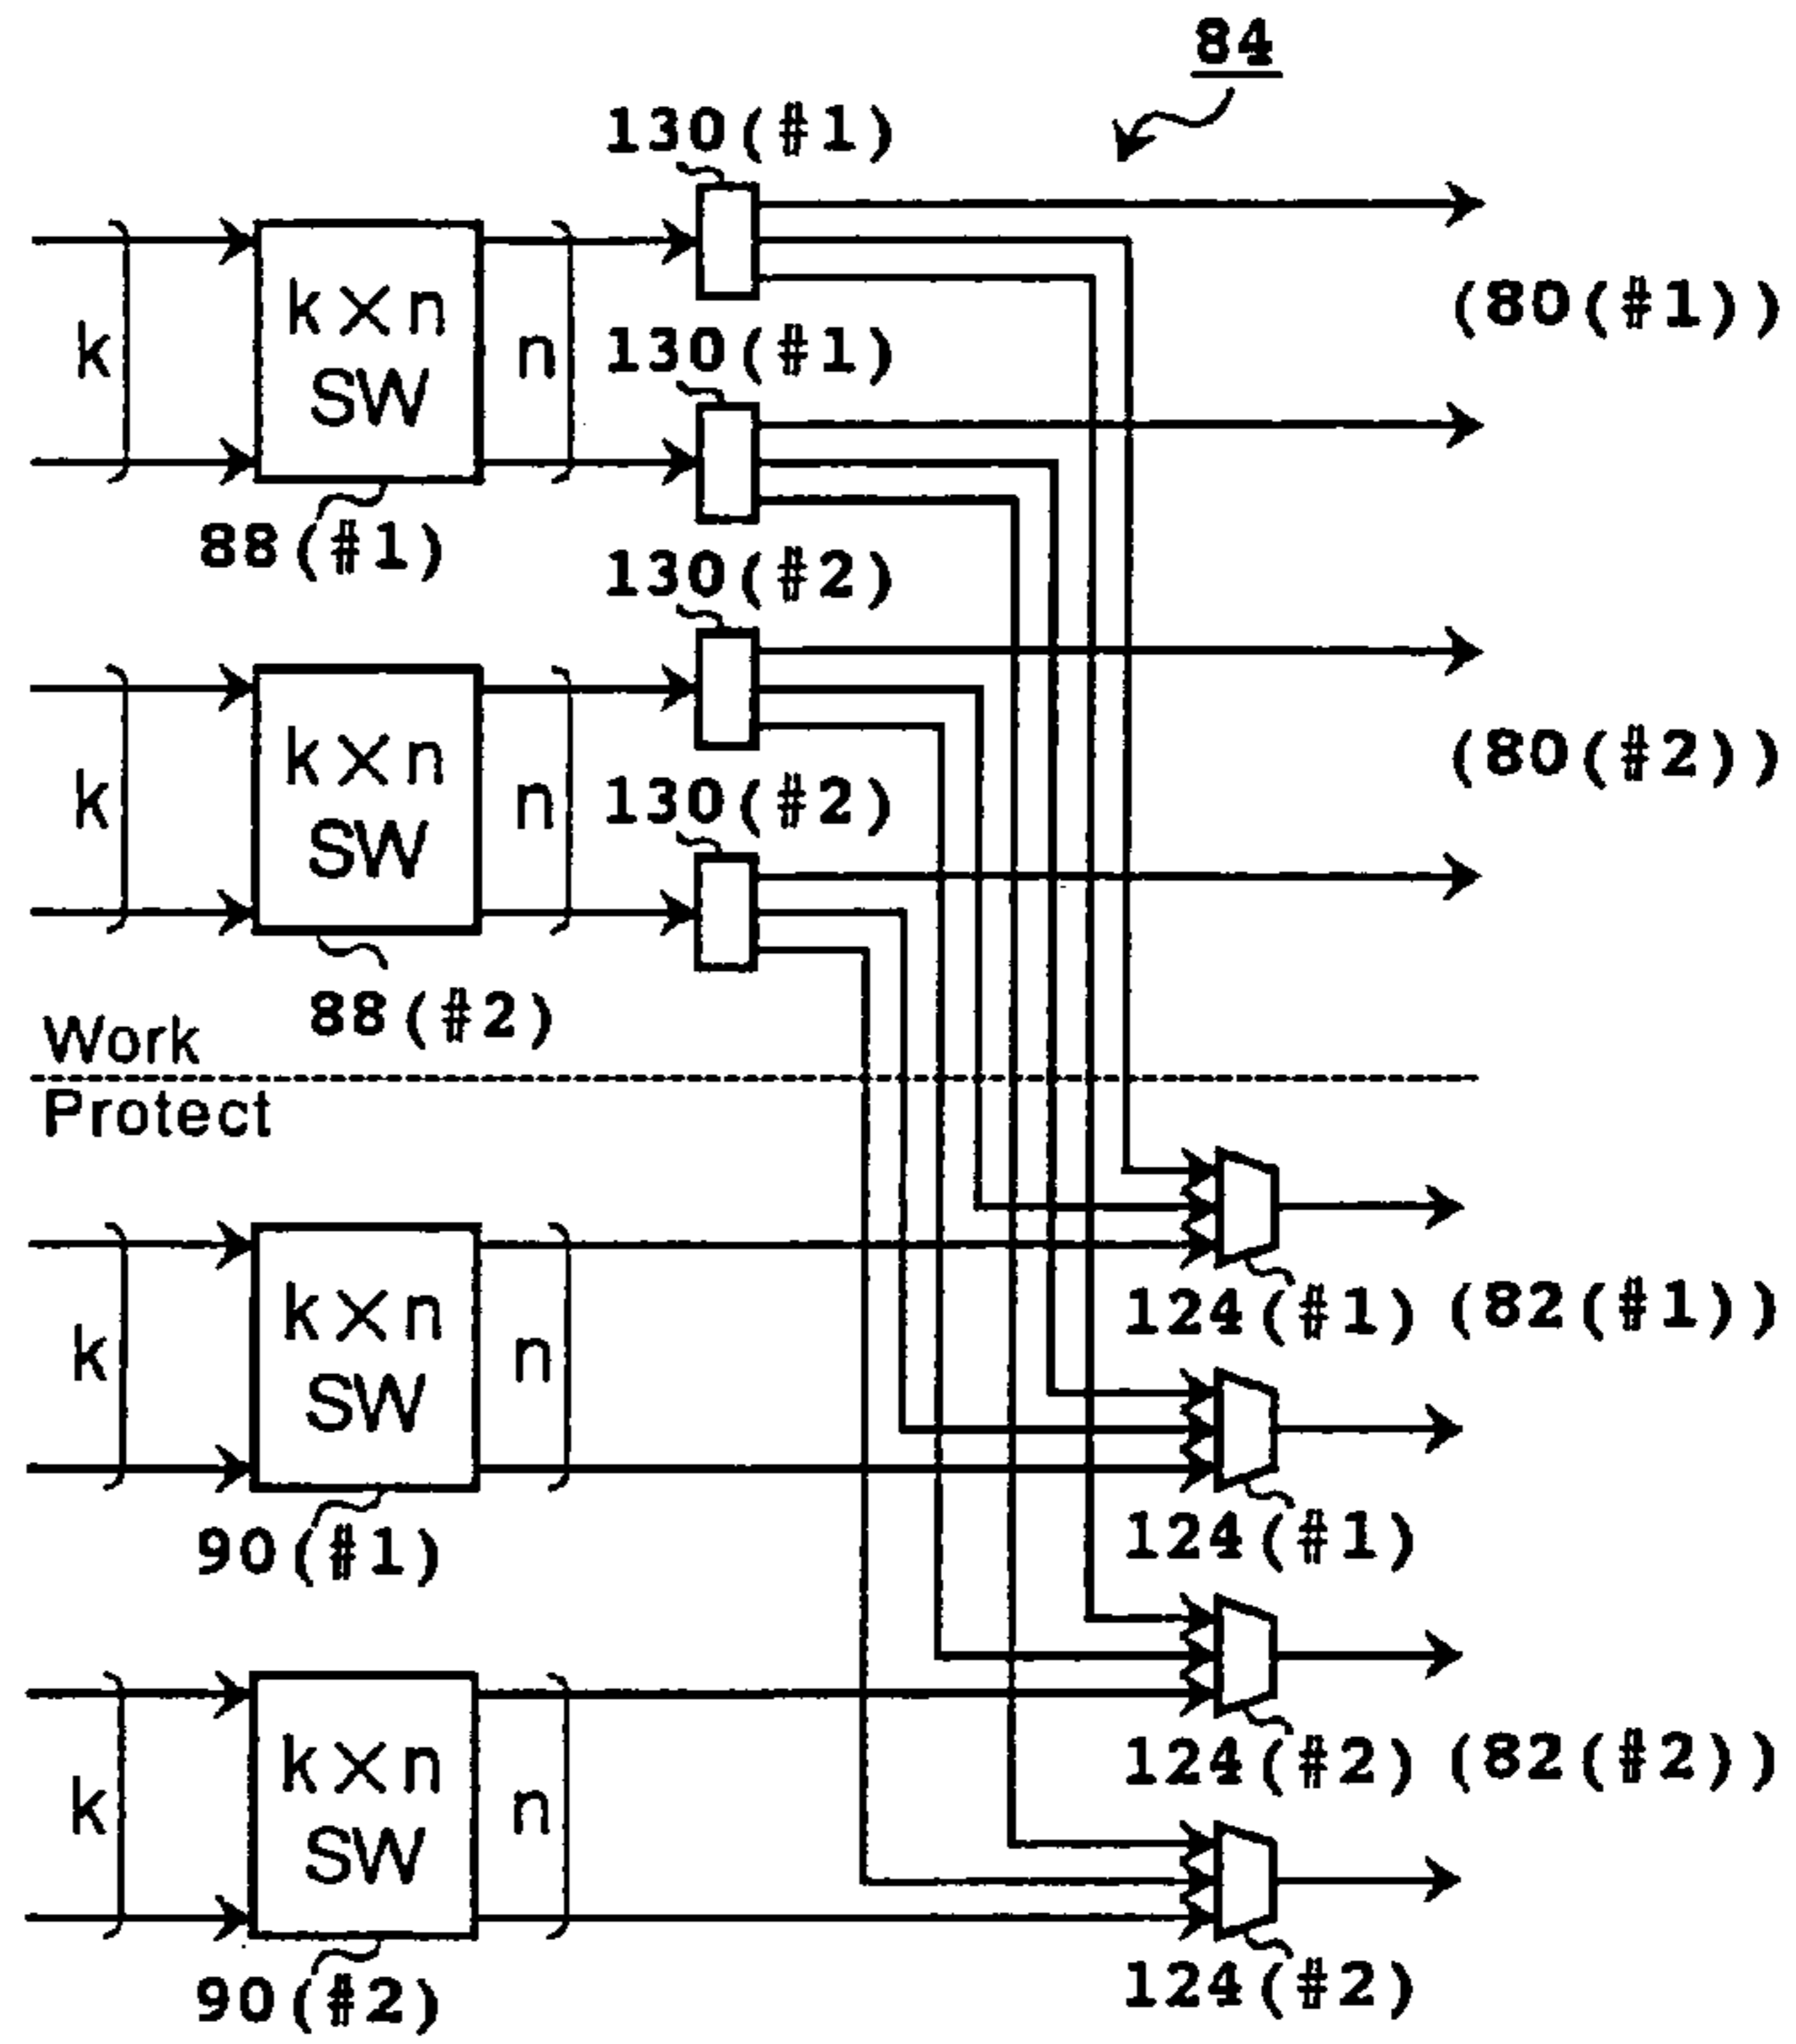 84
130(#1)
k
k×n
SW
n
(80(#1))
130(#1)
88(#1)
130(#2)
k
k×n
SW
n
(80(#2))
130(#2)
88(#2)
Work
Protect
k
k×n
SW
n
124(#1)
(82(#1))
90(#1)
124(#1)
k
k×n
SW
n
124(#2)
(82(#2))
90(#2)
124(#2)